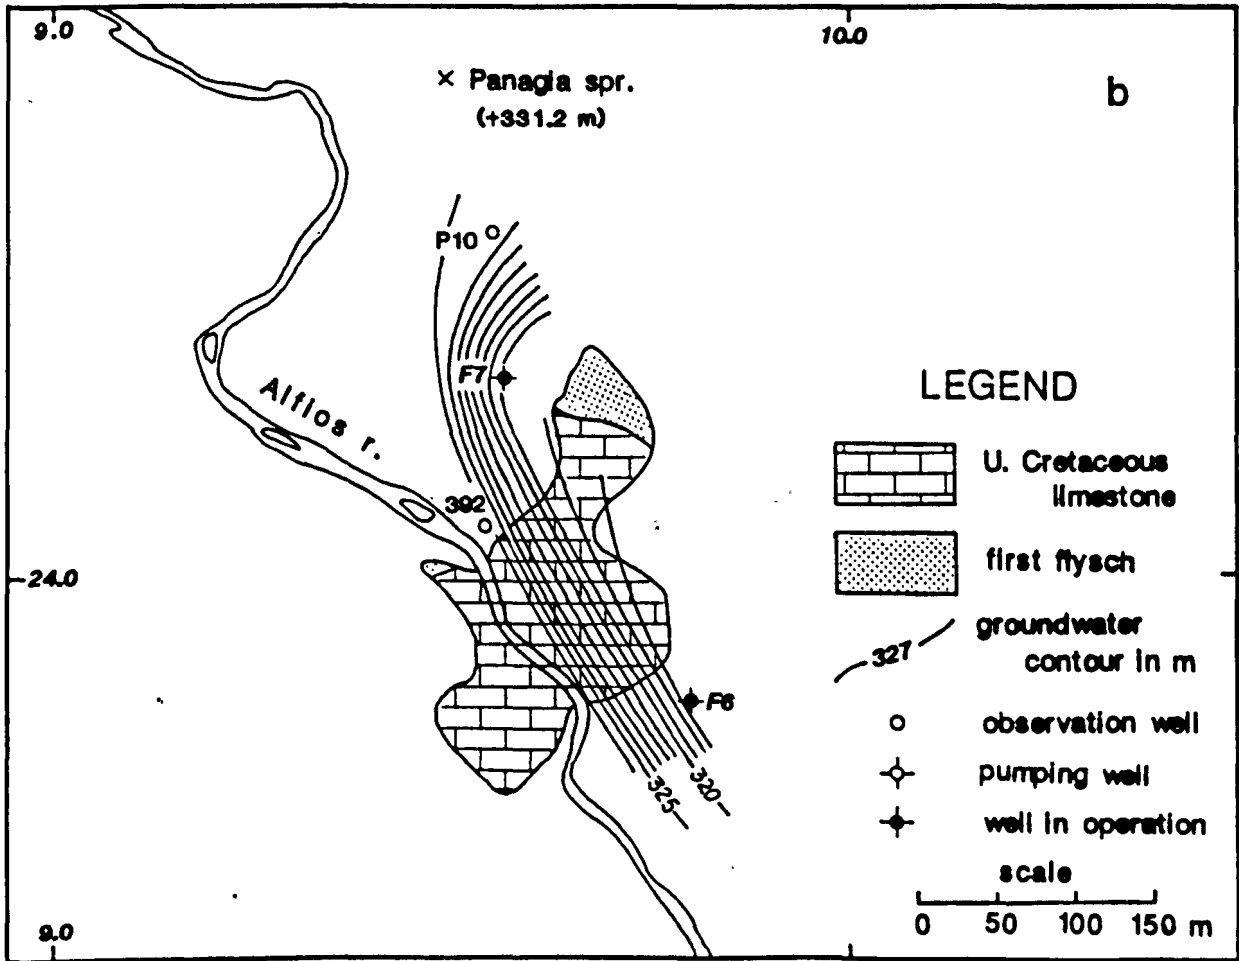 9.0
10.0
× Panagia spr.
(+331.2 m)
b
P10
F7
Alfios r.
392
24.0
F6
325
320
9.0
LEGEND
U. Cretaceous
limestone
first flysch
327
groundwater
contour in m
observation well
pumping well
well in operation
scale
0 50 100 150 m